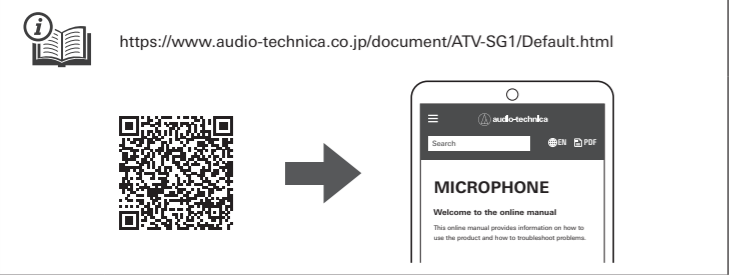 https://www.audio-technica.co.jp/document/ATV-SG1/Default.html
audio-technica
Search
EN
PDF
MICROPHONE
Welcome to the online manual
This online manual provides information on how to
use the product and how to troubleshoot problems.